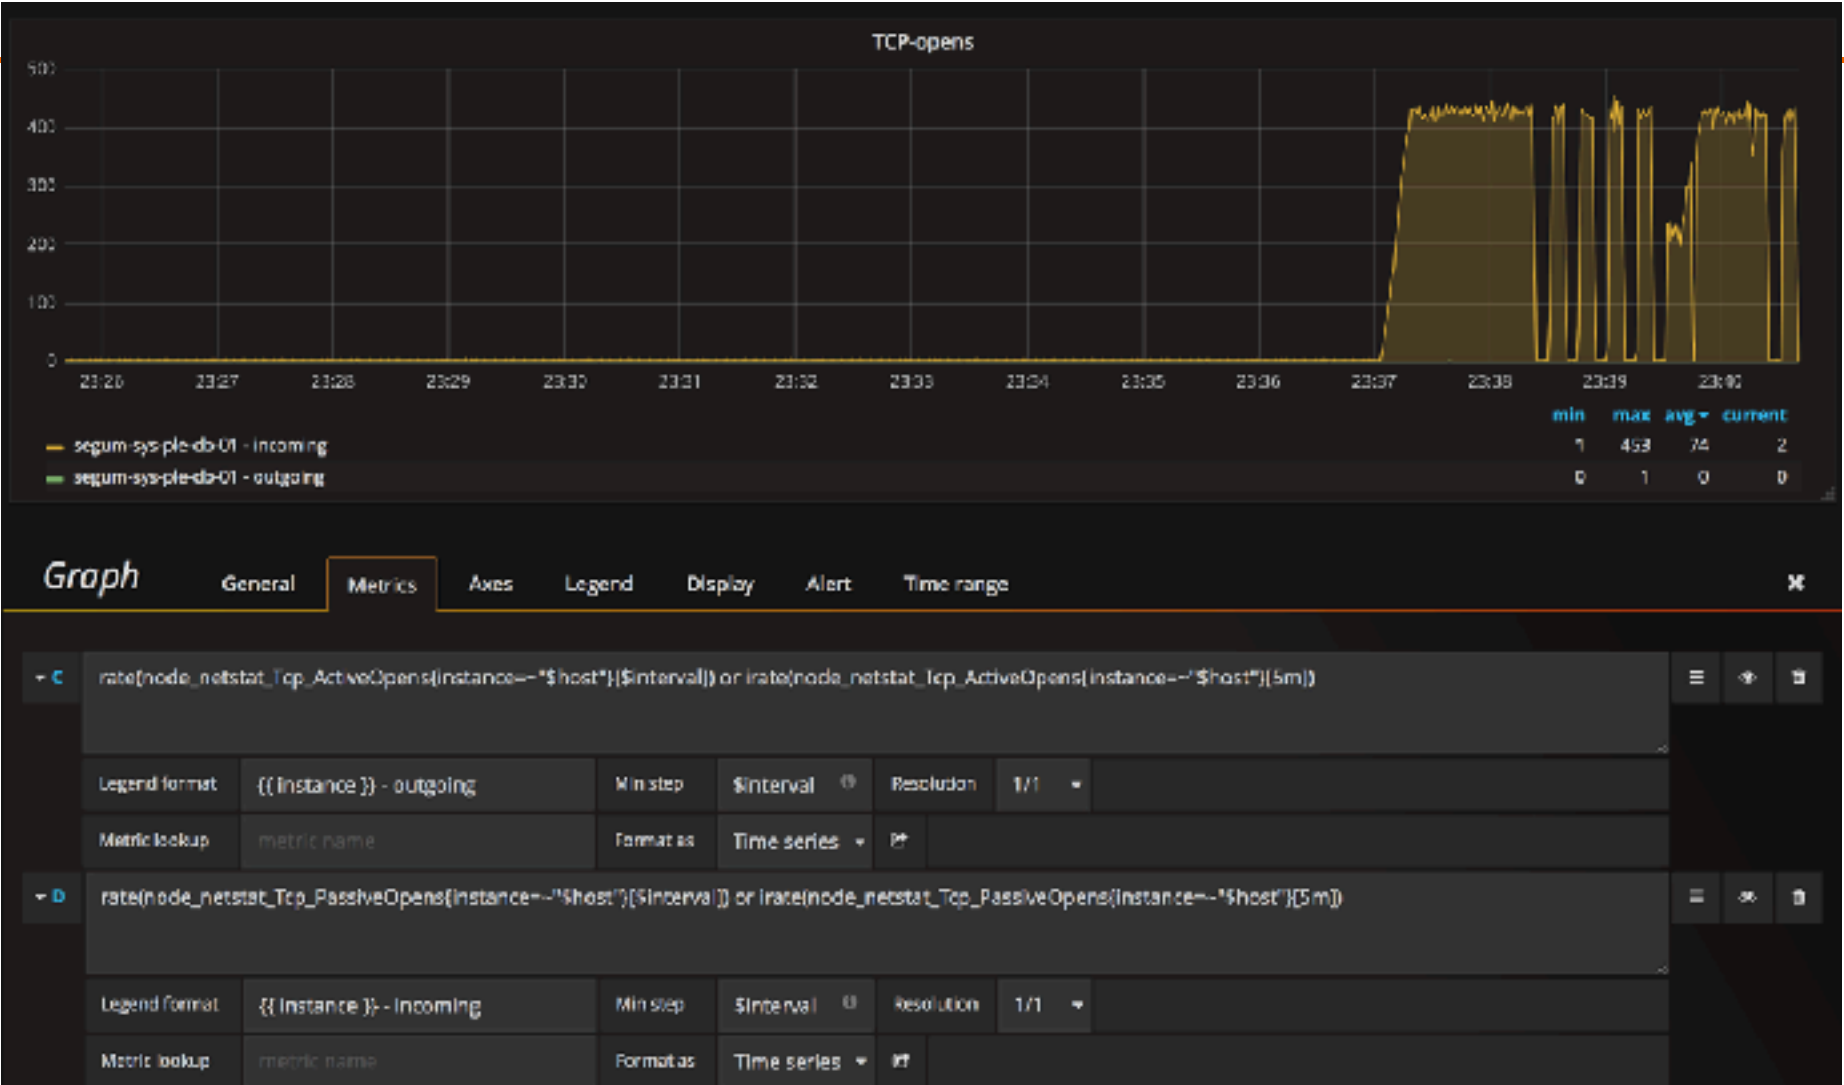 TCP-opens
500
400
300
200
100
0
23:26 23:27 23:28 23:29 23:30 23:31 23:32 23:33 23:34 23:35 23:36 23:37 23:38 23:39 23:40
min max avg current
segum-sys-ple-db-01 - incoming 1 453 74 2
segum-sys-ple-db-01 - outgoing 0 1 0 0
Graph General Metrics Axes Legend Display Alert Time range
C rate(node_netstat_Tcp_ActiveOpens{instance=~"$host"}[$interval]) or irate(node_netstat_Tcp_ActiveOpens{instance=~"$host"}[5m])
Legend format {{ instance }} - outgoing Min step $interval Resolution 1/1
Metric lookup metric name Format as Time series
D rate(node_netstat_Tcp_PassiveOpens{instance=~"$host"}[$interval]) or irate(node_netstat_Tcp_PassiveOpens{instance=~"$host"}[5m])
Legend format {{ instance }} - incoming Min step $interval Resolution 1/1
Metric lookup metric name Format as Time series